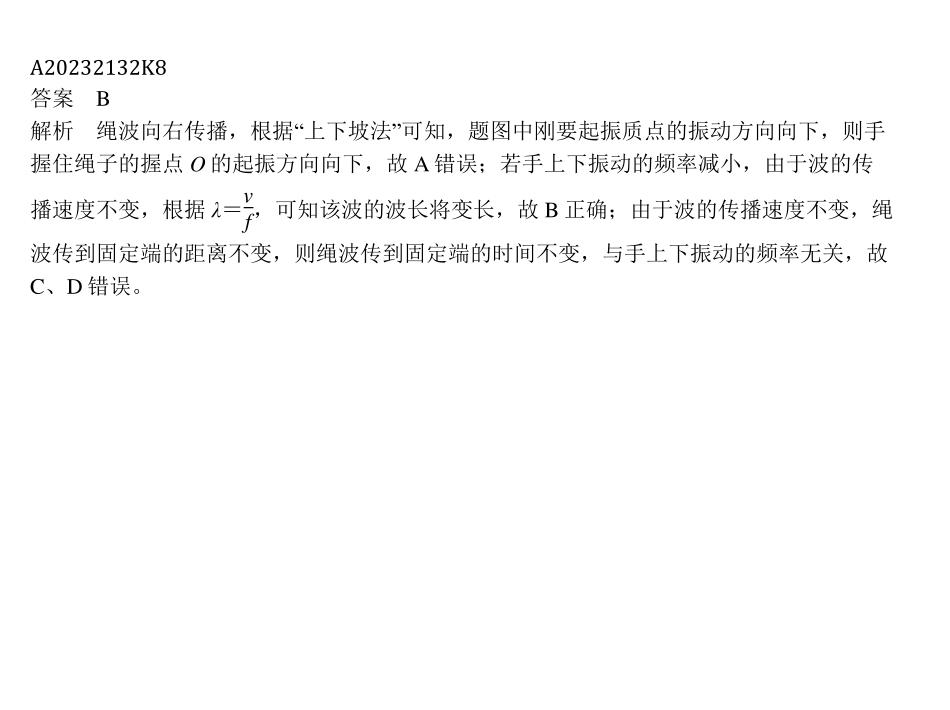 A20232132K8
答案　B
解析　绳波向右传播，根据“上下坡法”可知，题图中刚要起振质点的振动方向向下，则手
握住绳子的握点 O 的起振方向向下，故 A 错误；若手上下振动的频率减小，由于波的传
播速度不变，根据 λ＝v/f，可知该波的波长将变长，故 B 正确；由于波的传播速度不变，绳
波传到固定端的距离不变，则绳波传到固定端的时间不变，与手上下振动的频率无关，故
C、D 错误。